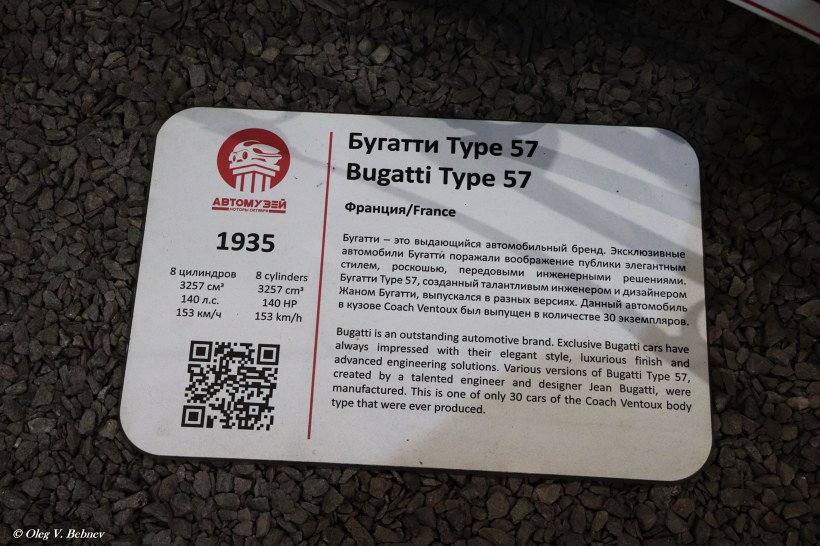 АВТОМУЗЕЙ
МОТОРЫ ОКТЯБРЯ
1935
8 цилиндров
3257 см³
140 л.с.
153 км/ч
8 cylinders
3257 cm³
140 HP
153 km/h
Бугатти Type 57
Bugatti Type 57
Франция/France
Бугатти – это выдающийся автомобильный бренд. Эксклюзивные
автомобили Бугатти поражали воображение публики элегантным
стилем, роскошью, передовыми инженерными решениями.
Бугатти Type 57, созданный талантливым инженером и дизайнером
Жаном Бугатти, выпускался в разных версиях. Данный автомобиль
в кузове Coach Ventoux был выпущен в количестве 30 экземпляров.
Bugatti is an outstanding automotive brand. Exclusive Bugatti cars have
always impressed with their elegant style, luxurious finish and
advanced engineering solutions. Various versions of Bugatti Type 57,
created by a talented engineer and designer Jean Bugatti, were
manufactured. This is one of only 30 cars of the Coach Ventoux body
type that were ever produced.
© Oleg V. Bebnev